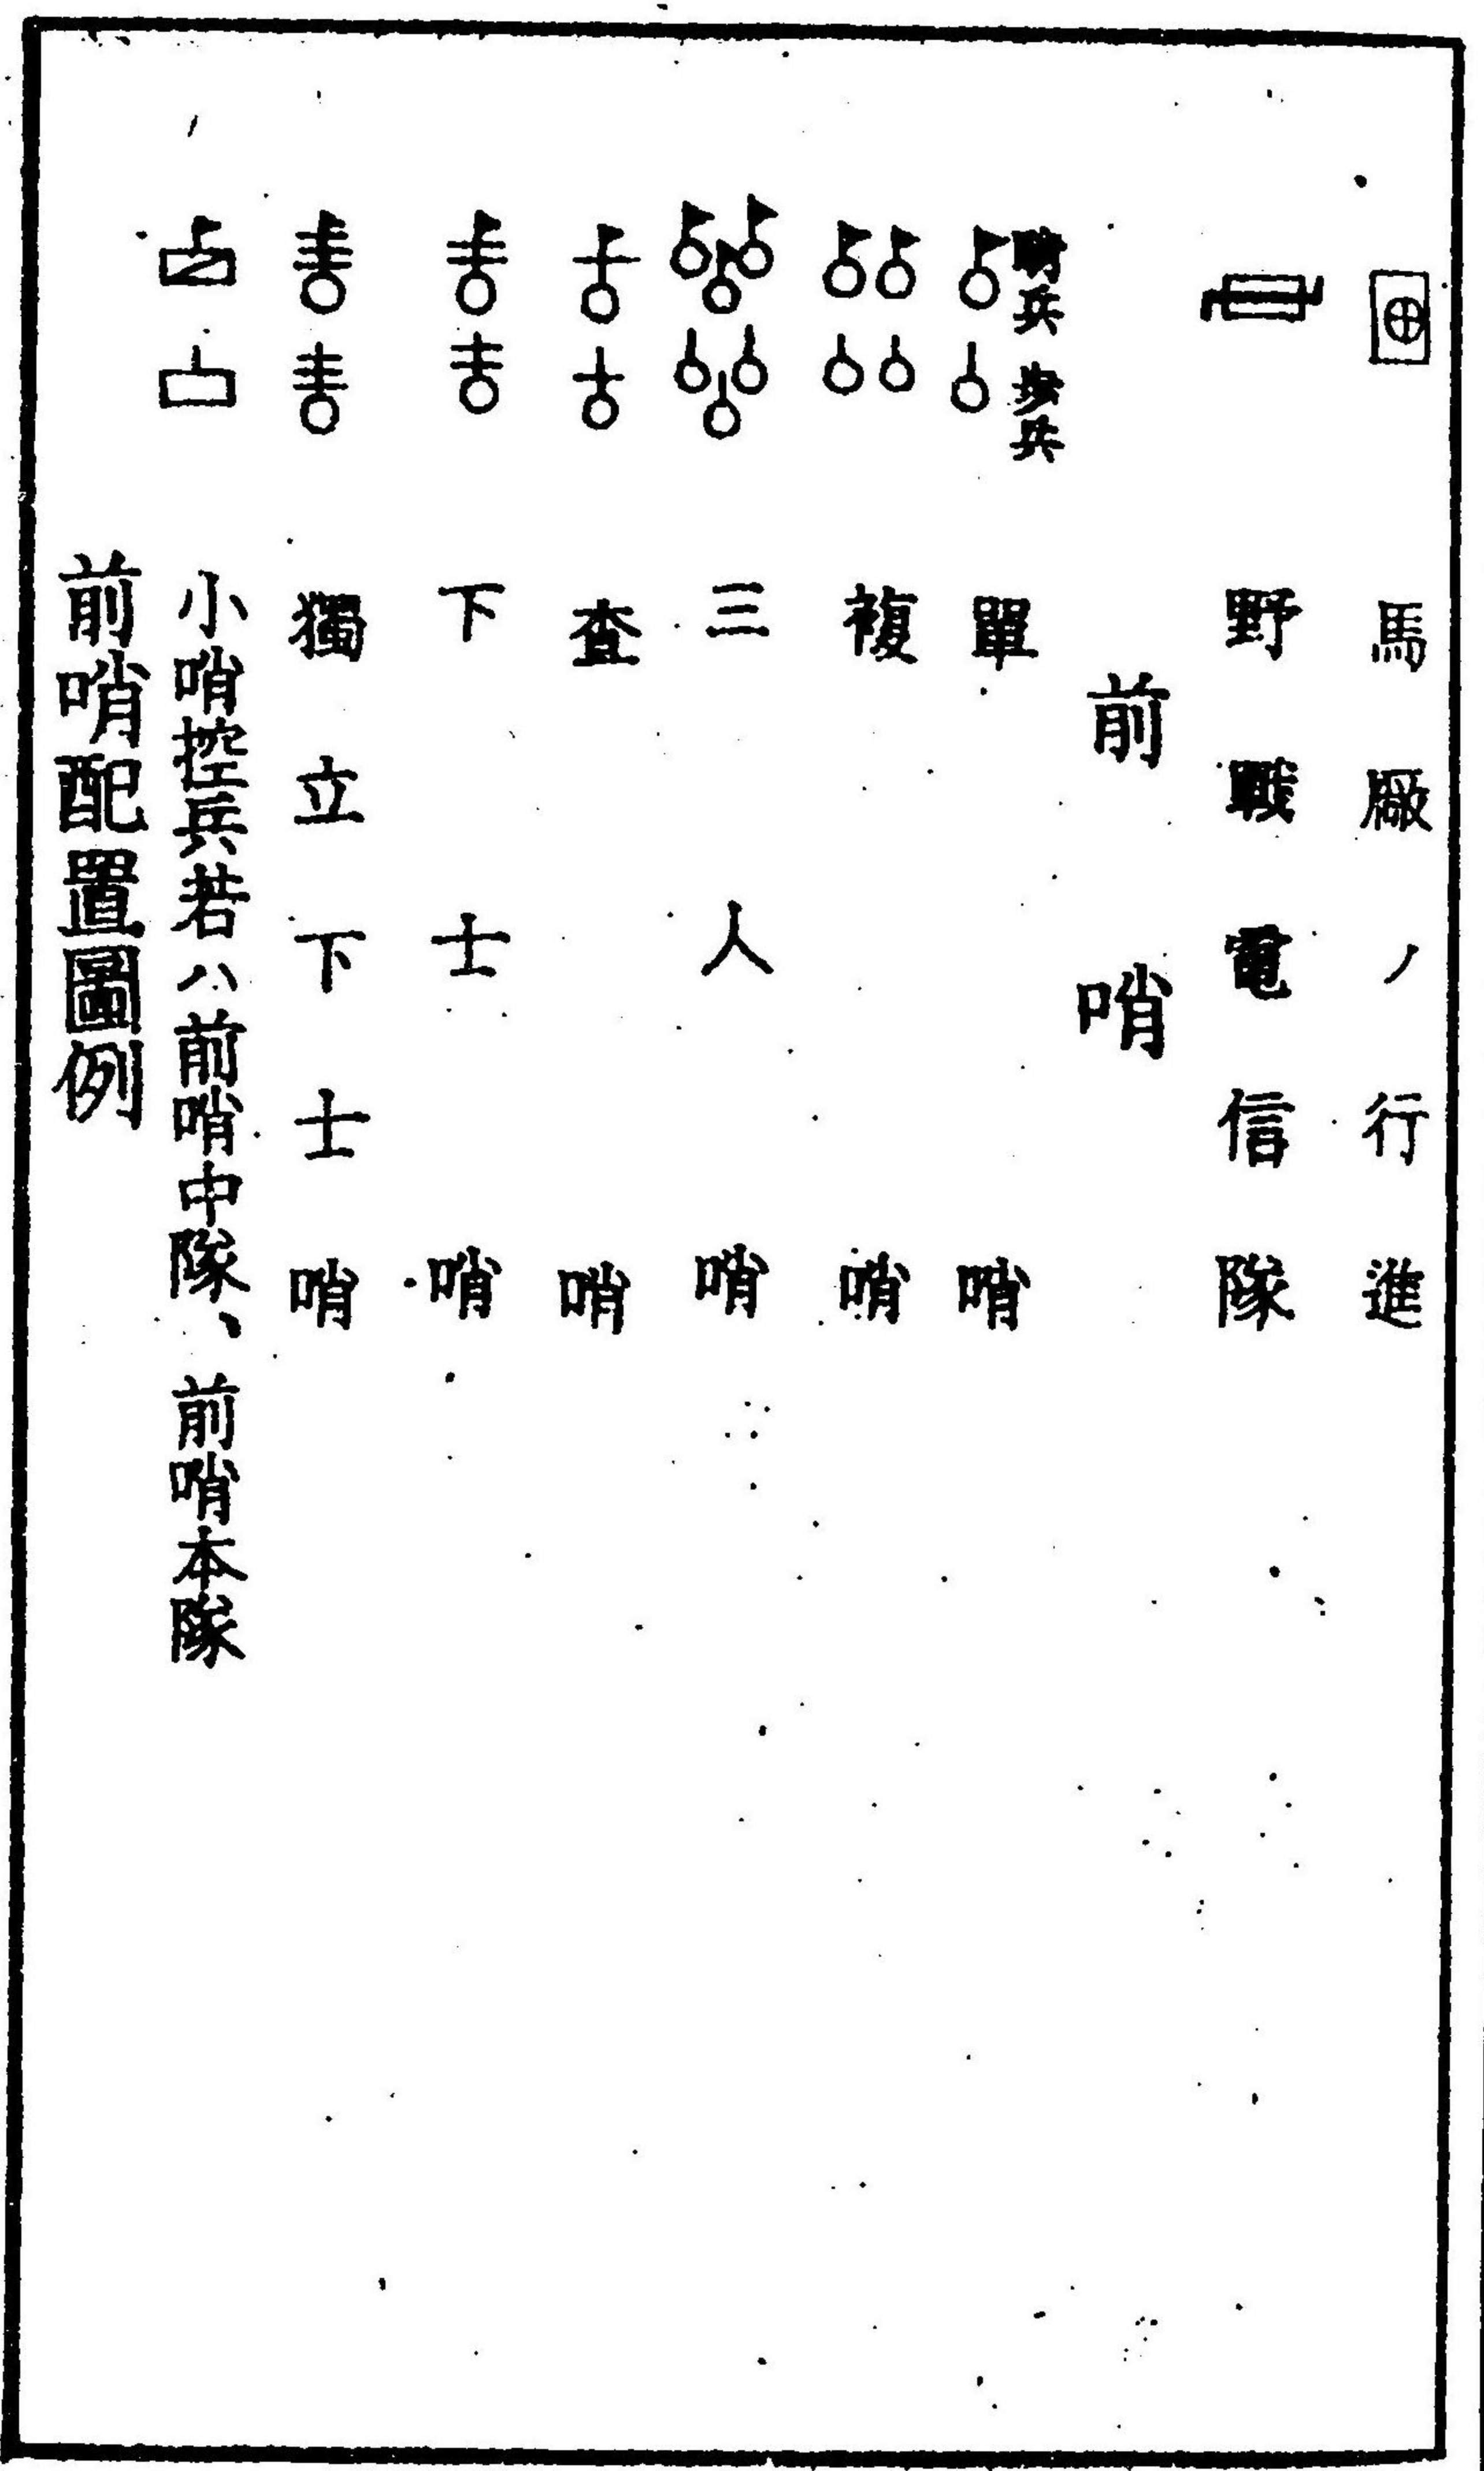 馬廠ノ行進
野戰電信隊
前哨
騎兵 步兵
單哨
複哨
三人哨
査哨
下士哨
獨立下士哨
小哨控兵若ハ前哨中隊、前哨本隊
前哨配置圖例